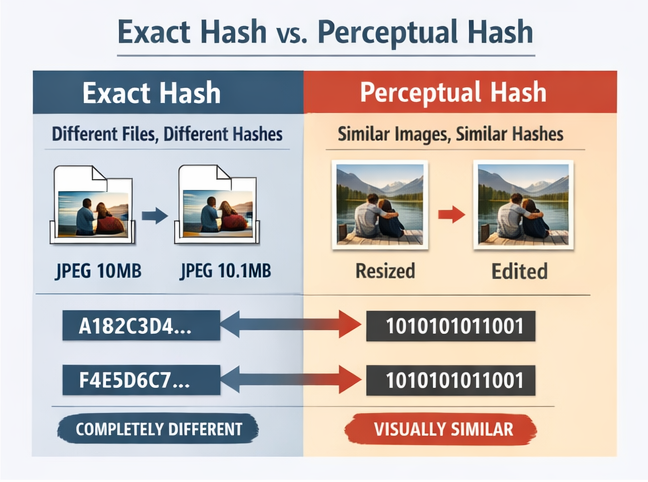 Exact Hash vs. Perceptual Hash
Exact Hash
Perceptual Hash
Different Files, Different Hashes
Similar Images, Similar Hashes
JPEG 10MB
JPEG 10.1MB
Resized
Edited
A182C3D4...
1010101011001
F4E5D6C7...
1010101011001
COMPLETELY DIFFERENT
VISUALLY SIMILAR